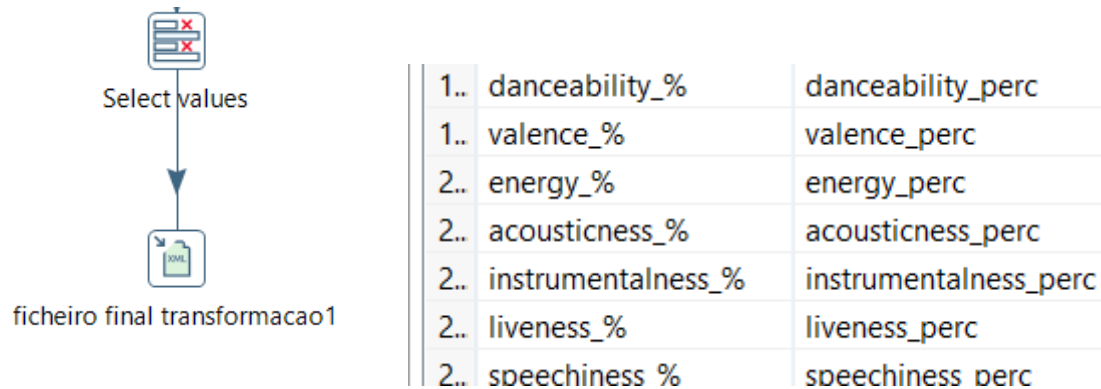 Select values
XML
ficheiro final transformacao1
1.. danceability_% danceability_perc
1.. valence_% valence_perc
2.. energy_% energy_perc
2.. acousticness_% acousticness_perc
2.. instrumentalness_% instrumentalness_perc
2.. liveness_% liveness_perc
2.. speechiness_% speechiness_perc